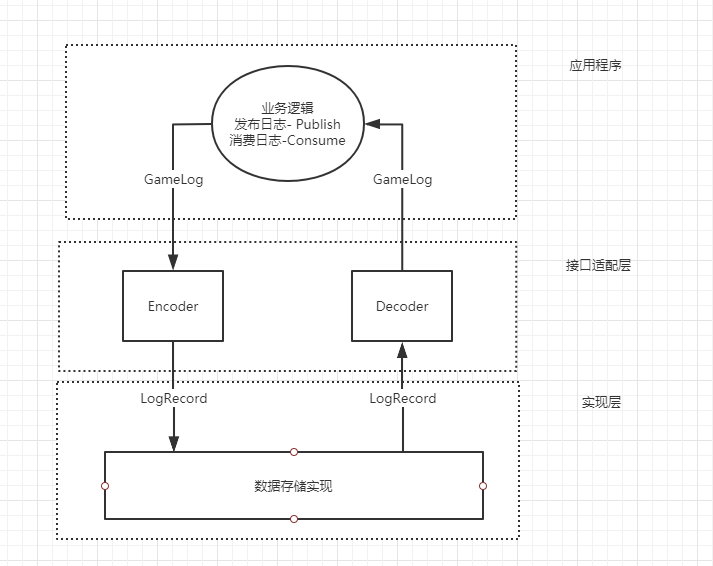 应用程序
业务逻辑
发布日志- Publish
消费日志-Consume
GameLog
GameLog
接口适配层
Encoder
Decoder
LogRecord
LogRecord
实现层
数据存储实现